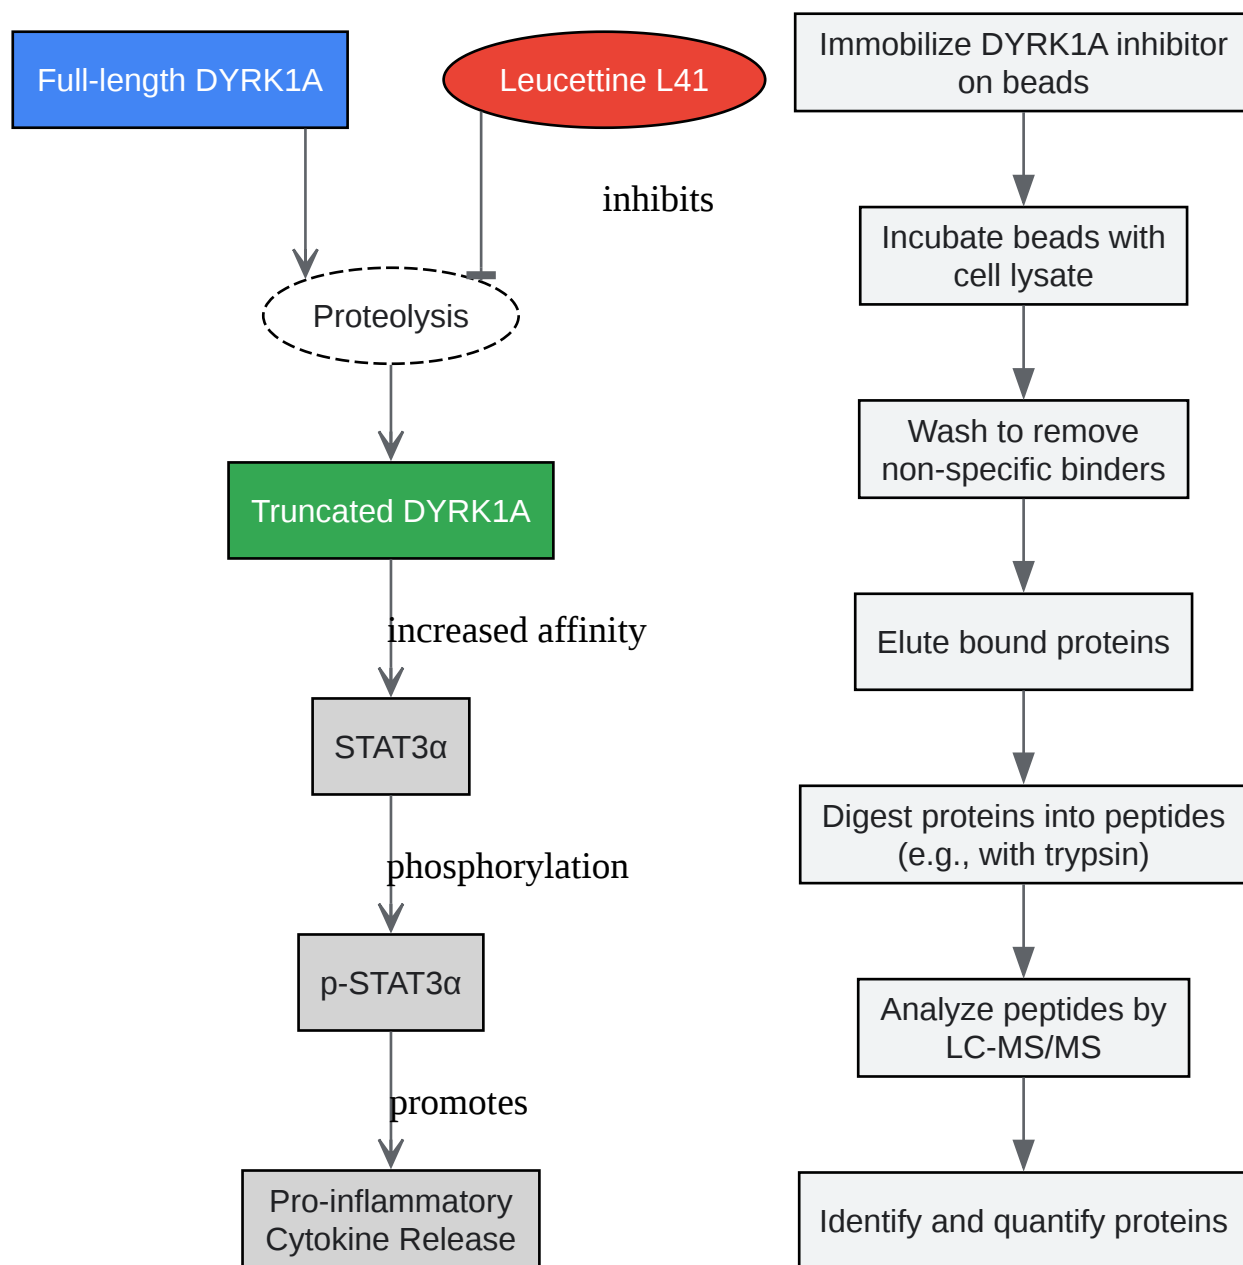 Full-length DYRK1A
Leucettine L41
inhibits
Proteolysis
Truncated DYRK1A
increased affinity
STAT3α
phosphorylation
p-STAT3α
promotes
Pro-inflammatory
Cytokine Release
Immobilize DYRK1A inhibitor
on beads
Incubate beads with
cell lysate
Wash to remove
non-specific binders
Elute bound proteins
Digest proteins into peptides
(e.g., with trypsin)
Analyze peptides by
LC-MS/MS
Identify and quantify proteins